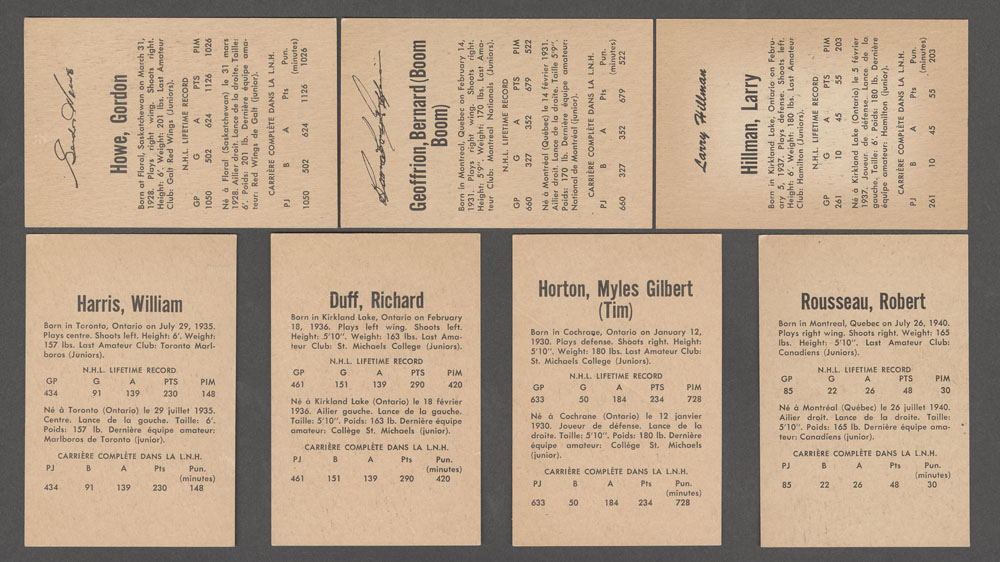 Howe, Gordon
Born at Floral, Saskatchewan on March 31,
1928. Plays right wing. Shoots right.
Height: 6'. Weight: 201 lbs. Last Amateur
Club: Galt Red Wings (Juniors).
N.H.L. LIFETIME RECORD
GP G A PTS PIM
1050 502 624 1126 1026
Né à Floral (Saskatchewan) le 31 mars
1928. Ailier droit. Lance de la droite. Taille:
6'. Poids: 201 lb. Dernière équipe ama-
teur: Red Wings de Galt (junior).
CARRIÈRE COMPLÈTE DANS LA L.N.H.
PJ B A Pts Pun.
(minutes)
1050 502 624 1126 1026
Geoffrion, Bernard (Boom
Boom)
Born in Montreal, Quebec on February 14,
1931. Plays right wing. Shoots right.
Height: 5'9". Weight: 170 lbs. Last Ama-
teur Club: Montreal Nationals (Juniors).
N.H.L. LIFETIME RECORD
GP G A PTS PIM
660 327 352 679 522
Né à Montréal (Québec) le 14 février 1931.
Ailier droit. Lance de la droite. Taille 5'9".
Poids: 170 lb. Dernière équipe amateur:
National de Montréal (junior).
CARRIÈRE COMPLÈTE DANS LA L.N.H.
PJ B A Pts Pun.
(minutes)
660 327 352 679 522
Larry Hillman
Hillman, Larry
Born in Kirkland Lake, Ontario on Febru-
ary 5, 1937. Plays defense. Shoots left.
Height: 6'. Weight: 180 lbs. Last Amateur
Club: Hamilton (Juniors).
N.H.L. LIFETIME RECORD
GP G A PTS PIM
261 10 45 55 203
Né à Kirkland Lake (Ontario) le 5 février
1937. Joueur de défense. Lance de la
gauche. Taille: 6'. Poids: 180 lb. Dernière
équipe amateur: Hamilton (junior).
CARRIÈRE COMPLÈTE DANS LA L.N.H.
PJ B A Pts Pun.
(minutes)
261 10 45 55 203
Harris, William
Born in Toronto, Ontario on July 29, 1935.
Plays centre. Shoots left. Height: 6'. Weight:
157 lbs. Last Amateur Club: Toronto Marl-
boros (Juniors).
N.H.L. LIFETIME RECORD
GP G A PTS PIM
434 91 139 230 148
Né à Toronto (Ontario) le 29 juillet 1935.
Centre. Lance de la gauche. Taille: 6'.
Poids: 157 lb. Dernière équipe amateur:
Marlboros de Toronto (junior).
CARRIÈRE COMPLÈTE DANS LA L.N.H.
PJ B A Pts Pun.
(minutes)
434 91 139 230 148
Duff, Richard
Born in Kirkland Lake, Ontario on February
18, 1936. Plays left wing. Shoots left.
Height: 5'10". Weight: 163 lbs. Last Ama-
teur Club: St. Michaels College (Juniors).
N.H.L. LIFETIME RECORD
GP G A PTS PIM
461 151 139 290 420
Né à Kirkland Lake (Ontario) le 18 février
1936. Ailier gauche. Lance de la gauche.
Taille: 5'10". Poids: 163 lb. Dernière équipe
amateur: Collège St. Michaels (junior).
CARRIÈRE COMPLÈTE DANS LA L.N.H.
PJ B A Pts Pun.
(minutes)
461 151 139 290 420
Horton, Myles Gilbert
(Tim)
Born in Cochrage, Ontario on January 12,
1930. Plays defense. Shoots right. Height:
5'10". Weight: 180 lbs. Last Amateur Club:
St. Michaels College (Juniors).
N.H.L. LIFETIME RECORD
GP G A PTS PIM
633 50 184 234 728
Né à Cochrane (Ontario) le 12 janvier
1930. Joueur de défense. Lance de la
droite. Taille: 5'10". Poids: 180 lb. Dernière
équipe amateur: Collège St. Michaels
(junior).
CARRIÈRE COMPLÈTE DANS LA L.N.H.
PJ B A Pts Pun.
(minutes)
633 50 184 234 728
Rousseau, Robert
Born in Montreal, Quebec on July 26, 1940.
Plays right wing. Shoots right. Weight: 165
lbs. Height: 5'10". Last Amateur Club:
Canadiens (Juniors).
N.H.L. LIFETIME RECORD
GP G A PTS PIM
85 22 26 48 30
Né à Montréal (Québec) le 26 juillet 1940.
Ailier droit. Lance de la droite. Taille:
5'10". Poids: 165 lb. Dernière équipe ama-
teur: Canadiens (junior).
CARRIÈRE COMPLÈTE DANS LA L.N.H.
PJ B A Pts Pun.
(minutes)
85 22 26 48 30